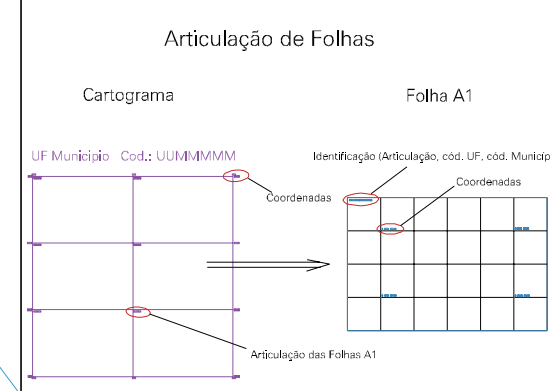 Articulação de Folhas
Cartograma
Folha A1
UF Municipio Cod.: UUMMMMM
Identificação (Articulação, cód. UF, cód. Municíp
Coordenadas
Coordenadas
Articulação das Folhas A1